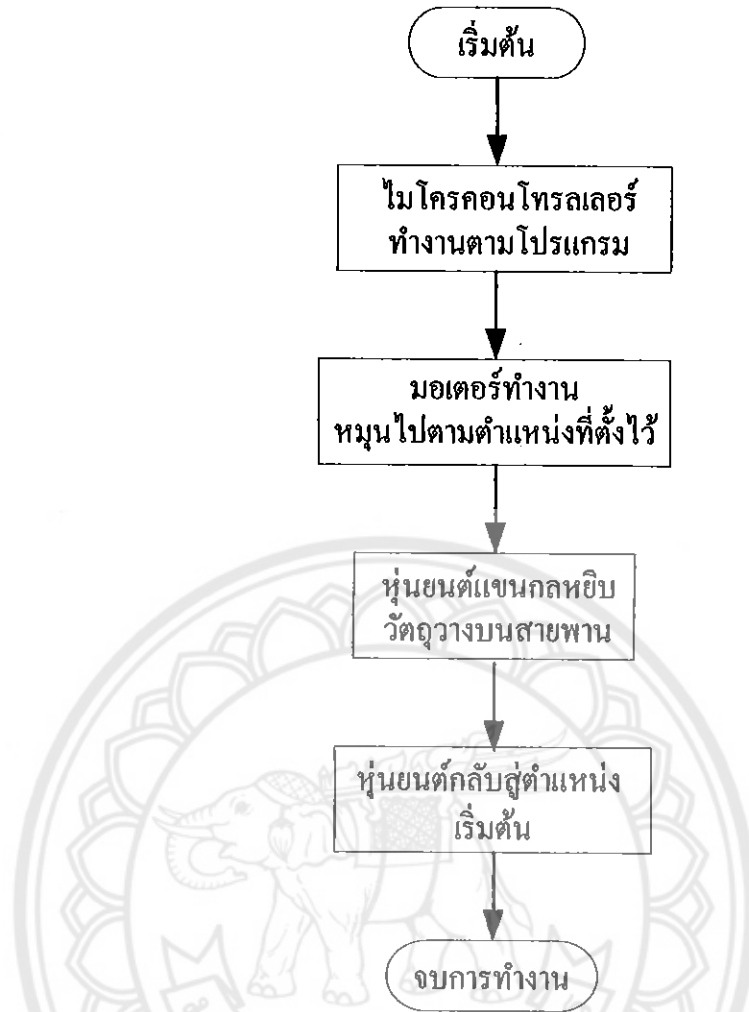 เริ่มต้น
ไมโครคอนโทรลเลอร์
ทำงานตามโปรแกรม
มอเตอร์ทำงาน
หมุนไปตามตำแหน่งที่ตั้งไว้
หุ่นยนต์แขนกลหยิบ
วัตถุวางบนสายพาน
หุ่นยนต์กลับสู่ตำแหน่ง
เริ่มต้น
จบการทำงาน